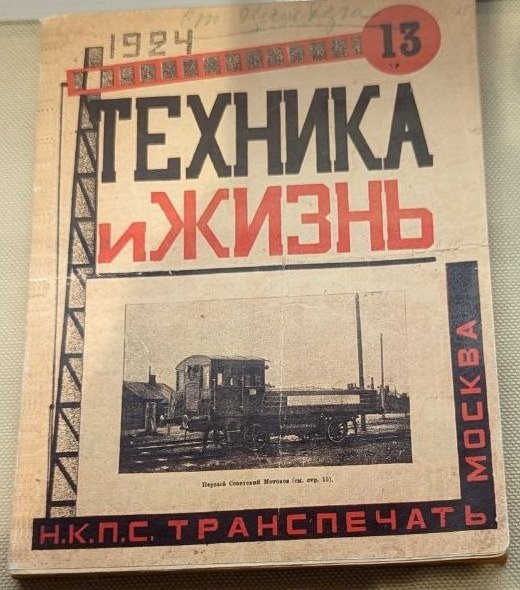 1924
13
ТЕХНИКА
и ЖИЗНЬ
Первый Советский Мотовоз (см. стр. 15).
МОСКВА
Н.К.П.С. ТРАНСПЕЧАТЬ